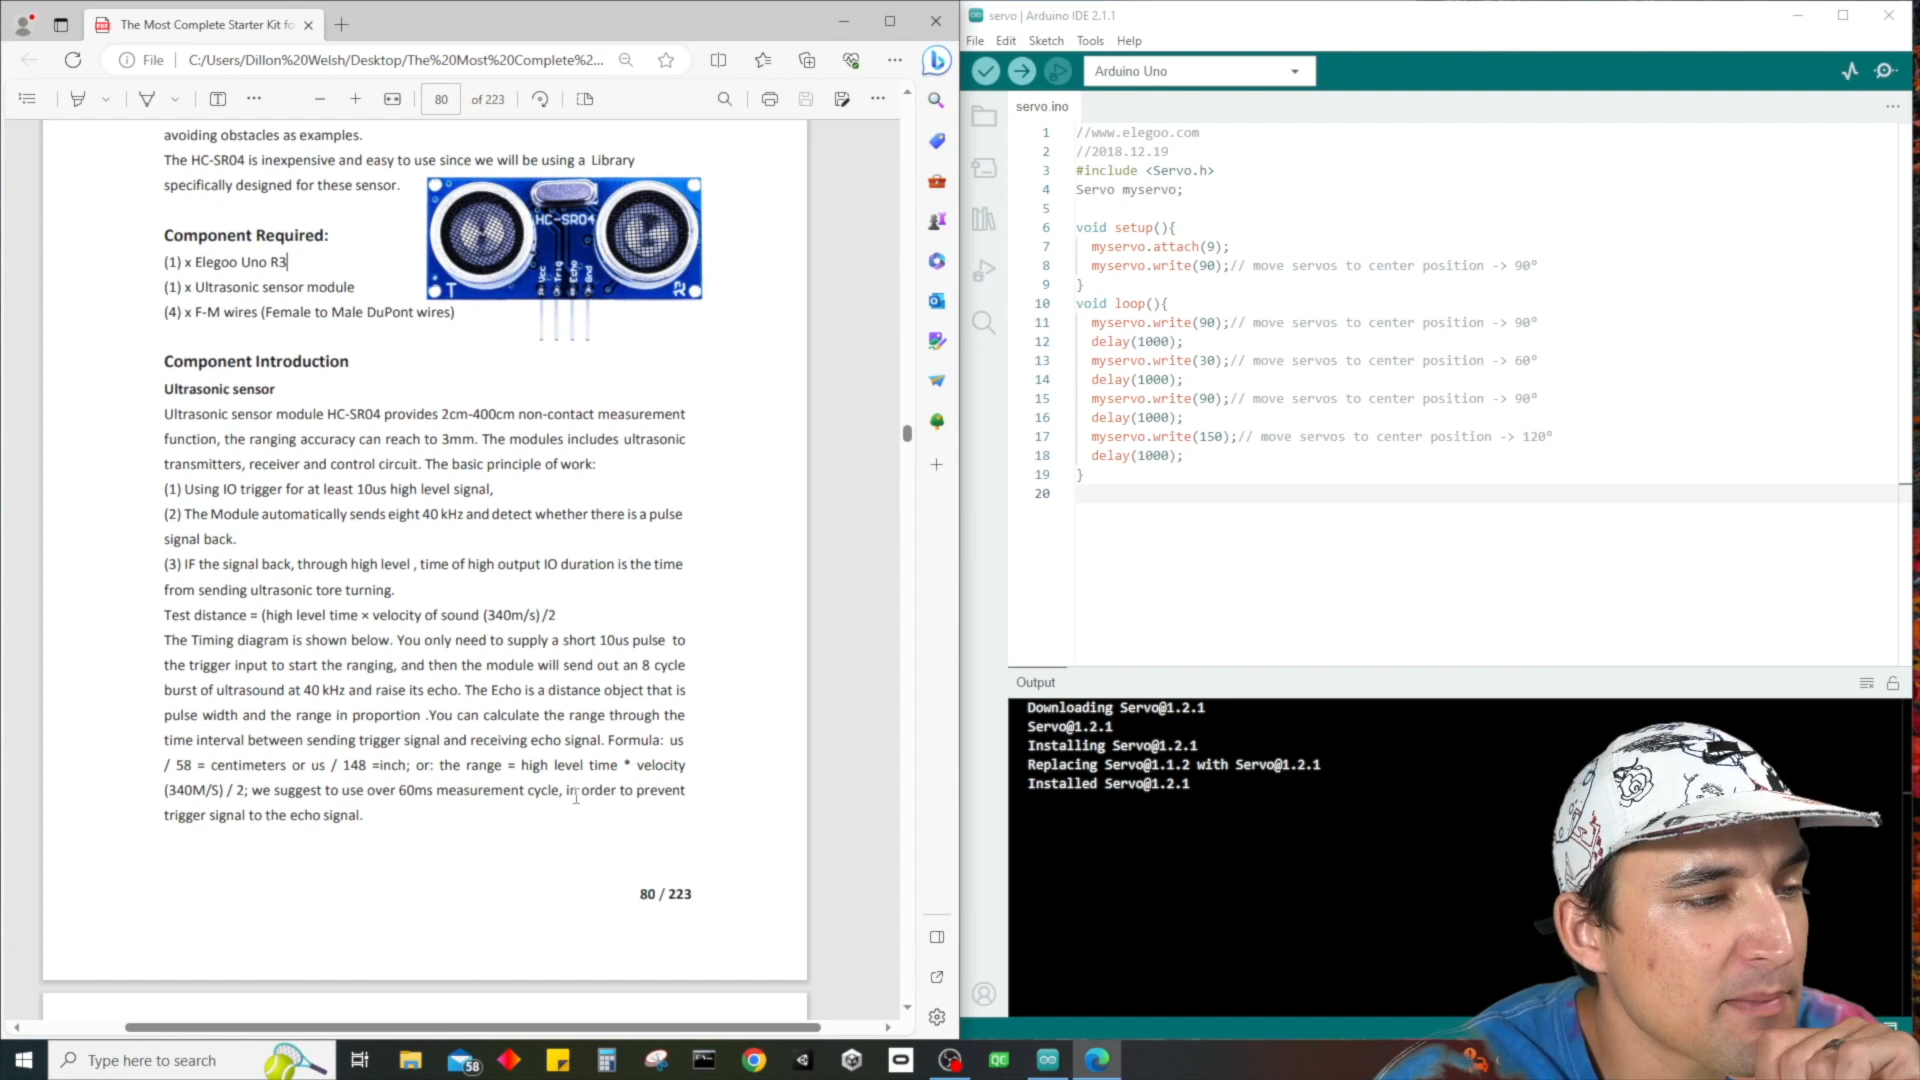 The Most Complete Starter Kit fo
File
C:/Users/Dillon%20Welsh/Desktop/The%20Most%20Complete%2...
80
of 223
avoiding obstacles as examples.
The HC-SR04 is inexpensive and easy to use since we will be using a Library
specifically designed for these sensor.
HC-SR04
Vcc
Trig
Echo
Gnd
T
R
Component Required:
(1) x Elegoo Uno R3
(1) x Ultrasonic sensor module
(4) x F-M wires (Female to Male DuPont wires)
Component Introduction
Ultrasonic sensor
Ultrasonic sensor module HC-SR04 provides 2cm-400cm non-contact measurement
function, the ranging accuracy can reach to 3mm. The modules includes ultrasonic
transmitters, receiver and control circuit. The basic principle of work:
(1) Using IO trigger for at least 10us high level signal,
(2) The Module automatically sends eight 40 kHz and detect whether there is a pulse
signal back.
(3) IF the signal back, through high level , time of high output IO duration is the time
from sending ultrasonic tore turning.
Test distance = (high level time × velocity of sound (340m/s) /2
The Timing diagram is shown below. You only need to supply a short 10us pulse to
the trigger input to start the ranging, and then the module will send out an 8 cycle
burst of ultrasound at 40 kHz and raise its echo. The Echo is a distance object that is
pulse width and the range in proportion .You can calculate the range through the
time interval between sending trigger signal and receiving echo signal. Formula: us
/ 58 = centimeters or us / 148 =inch; or: the range = high level time * velocity
(340M/S) / 2; we suggest to use over 60ms measurement cycle, in order to prevent
trigger signal to the echo signal.
80 / 223
servo | Arduino IDE 2.1.1
File Edit Sketch Tools Help
Arduino Uno
servo.ino
1 //www.elegoo.com
2 //2018.12.19
3 #include <Servo.h>
4 Servo myservo;
5
6 void setup(){
7 myservo.attach(9);
8 myservo.write(90);// move servos to center position -> 90°
9 }
10 void loop(){
11 myservo.write(90);// move servos to center position -> 90°
12 delay(1000);
13 myservo.write(30);// move servos to center position -> 60°
14 delay(1000);
15 myservo.write(90);// move servos to center position -> 90°
16 delay(1000);
17 myservo.write(150);// move servos to center position -> 120°
18 delay(1000);
19 }
20
Output
Downloading Servo@1.2.1
Servo@1.2.1
Installing Servo@1.2.1
Replacing Servo@1.1.2 with Servo@1.2.1
Installed Servo@1.2.1
Type here to search
58
QC